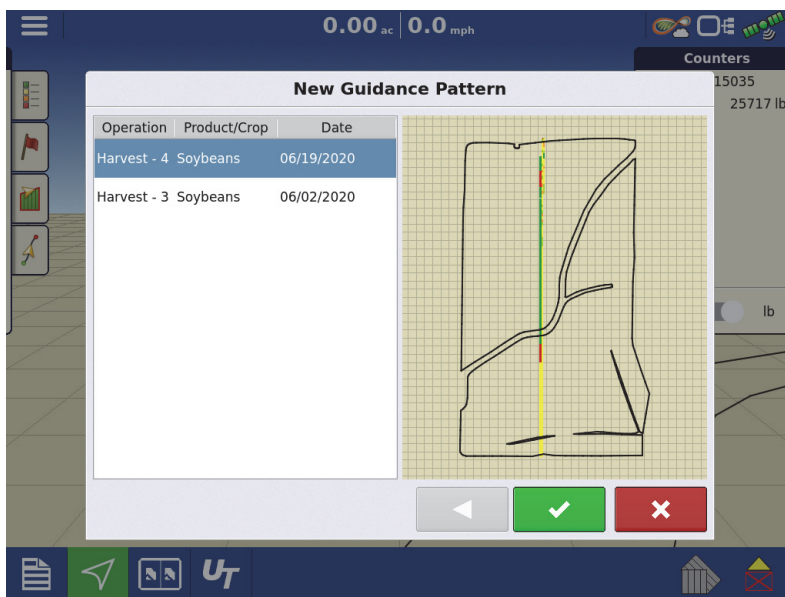 0.00 ac 0.0 mph
Counters
15035
25717 lb
lb
New Guidance Pattern
Operation Product/Crop Date
Harvest - 4 Soybeans 06/19/2020
Harvest - 3 Soybeans 06/02/2020
UT